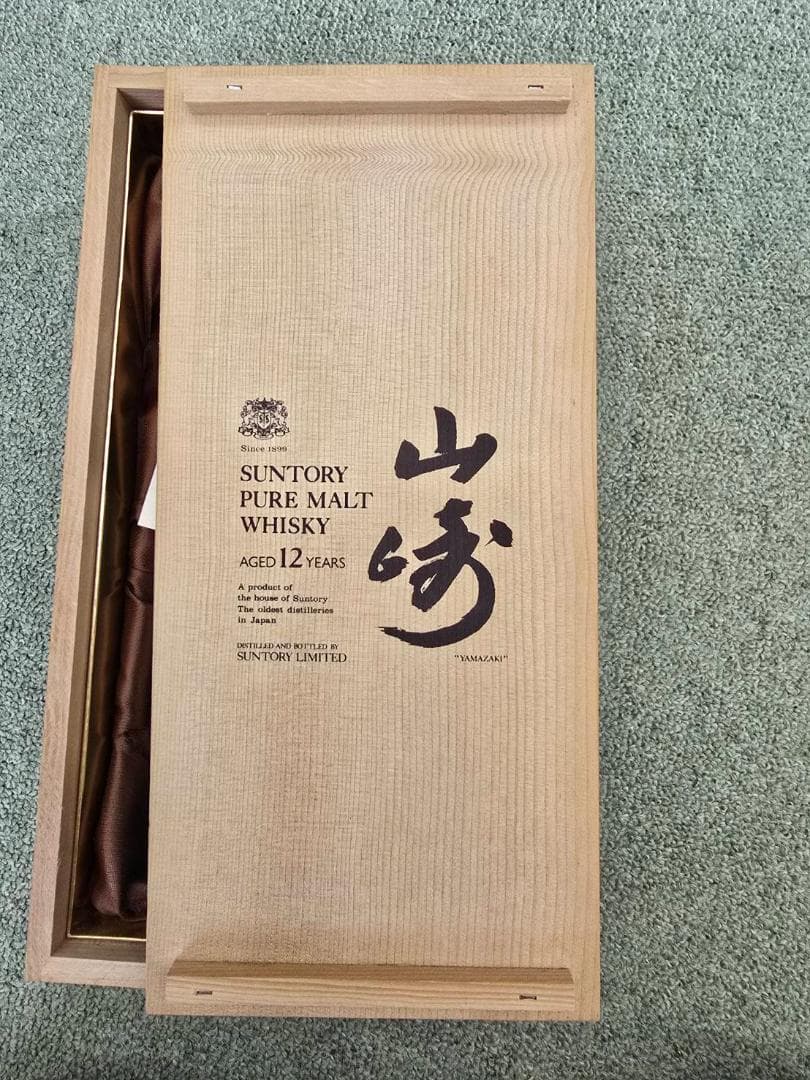 Since 1899
SUNTORY
PURE MALT
WHISKY
AGED 12 YEARS
A product of
the house of Suntory
The oldest distilleries
in Japan
DISTILLED AND BOTTLED BY
SUNTORY LIMITED
山崎
"YAMAZAKI"